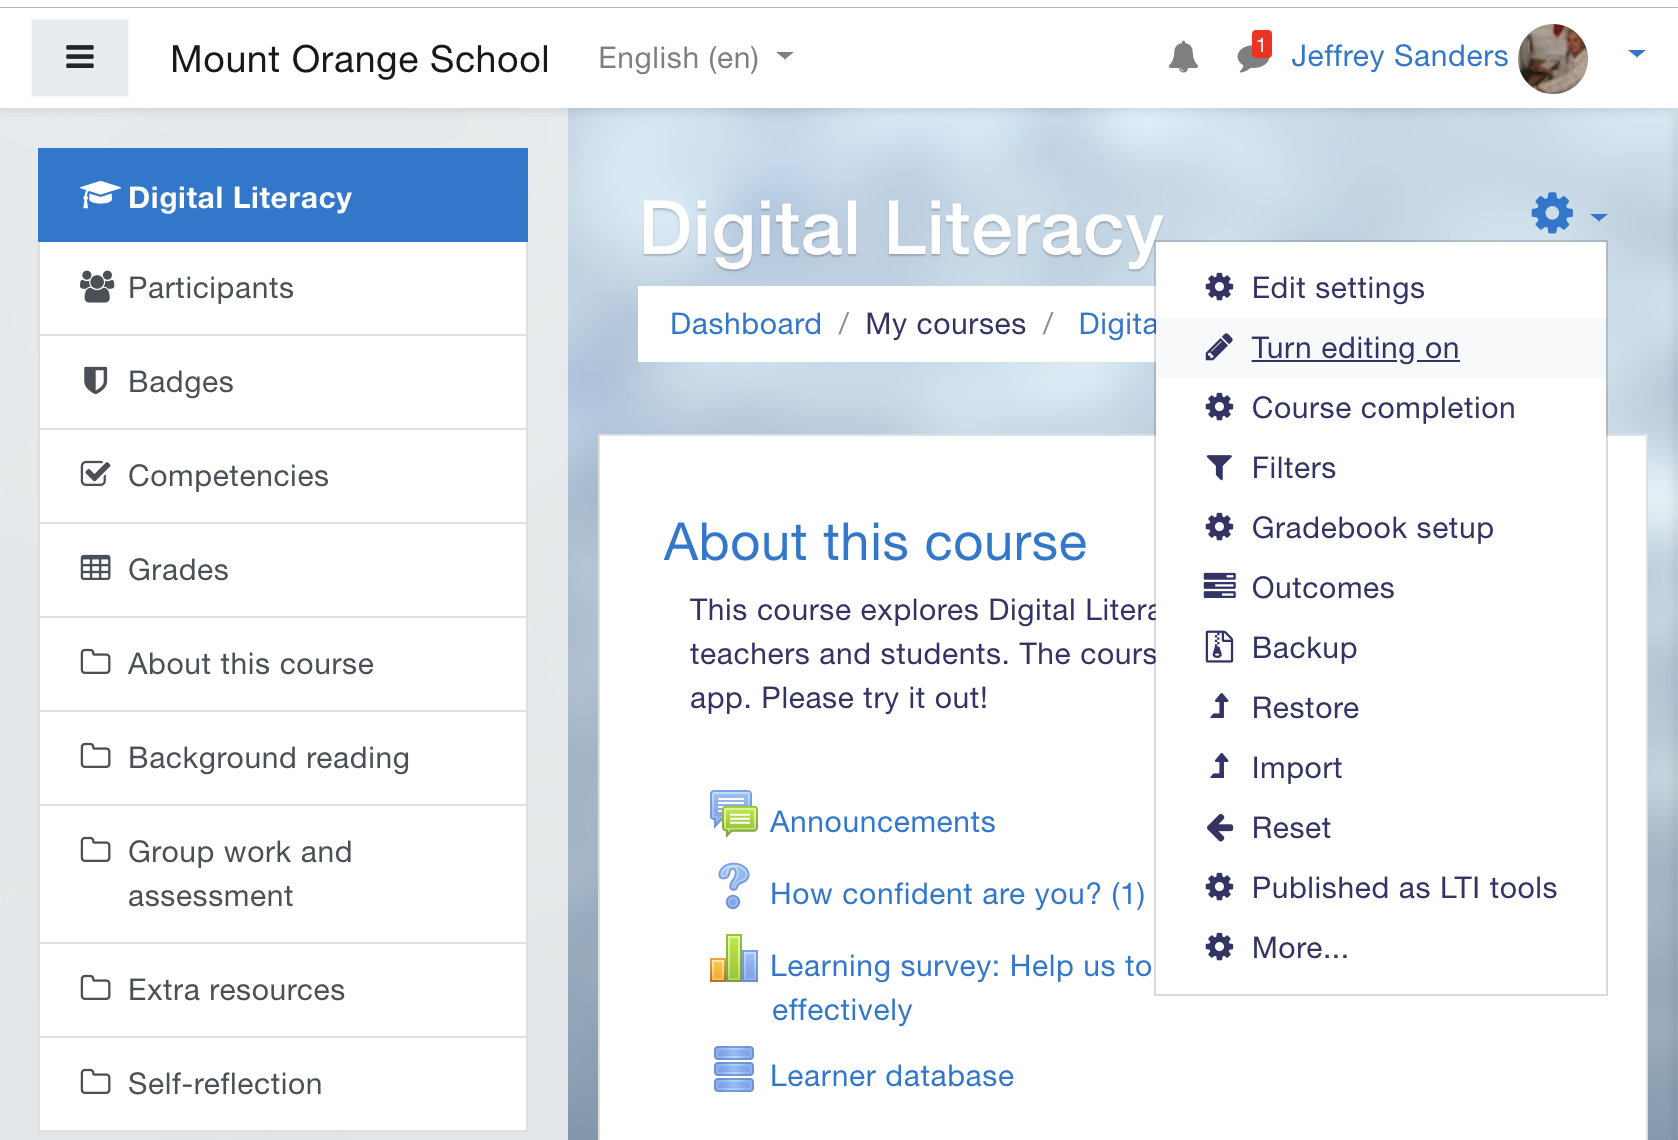 Mount Orange School
English (en)
1
Jeffrey Sanders
Digital Literacy
Participants
Badges
Competencies
Grades
About this course
Background reading
Group work and
assessment
Extra resources
Self-reflection
Digital Literacy
Dashboard / My courses / Digita
About this course
This course explores Digital Litera
teachers and students. The cours
app. Please try it out!
Announcements
How confident are you? (1)
Learning survey: Help us to
effectively
Learner database
Edit settings
Turn editing on
Course completion
Filters
Gradebook setup
Outcomes
Backup
Restore
Import
Reset
Published as LTI tools
More...